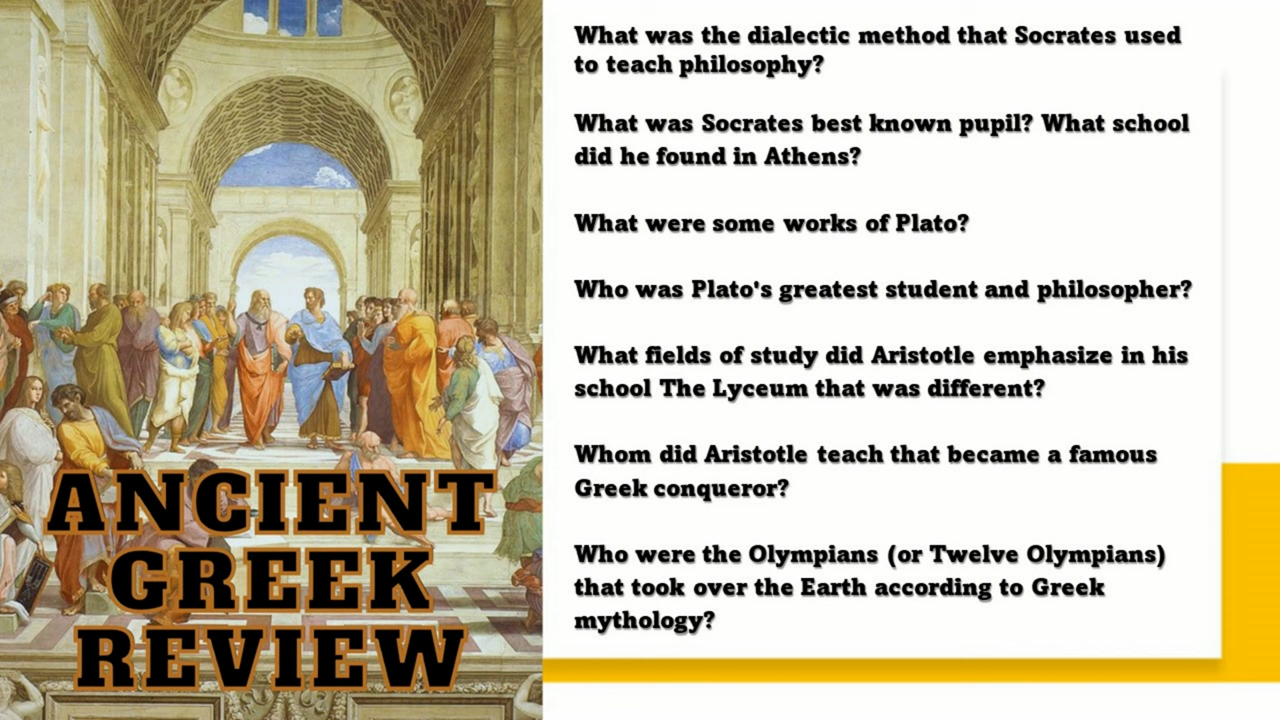 What was the dialectic method that Socrates used
to teach philosophy?
What was Socrates best known pupil? What school
did he found in Athens?
What were some works of Plato?
Who was Plato's greatest student and philosopher?
What fields of study did Aristotle emphasize in his
school The Lyceum that was different?
Whom did Aristotle teach that became a famous
Greek conqueror?
Who were the Olympians (or Twelve Olympians)
that took over the Earth according to Greek
mythology?
ANCIENT
GREEK
REVIEW